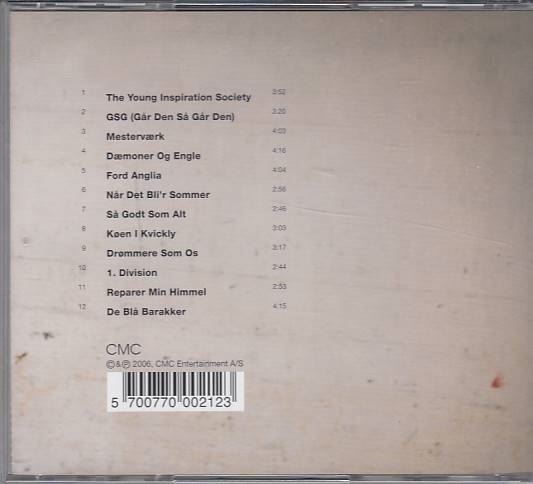 1 The Young Inspiration Society 3:52
2 GSG (Går Den Så Går Den) 3:20
3 Mesterværk 4:03
4 Dæmoner Og Engle 4:16
5 Ford Anglia 4:04
6 Når Det Bli'r Sommer 2:56
7 Så Godt Som Alt 2:46
8 Køen I Kvickly 3:03
9 Drømmere Som Os 3:17
10 1. Division 2:44
11 Reparer Min Himmel 2:53
12 De Blå Barakker 4:15
CMC
©&℗ 2006, CMC Entertainment A/S
5 700770 002123